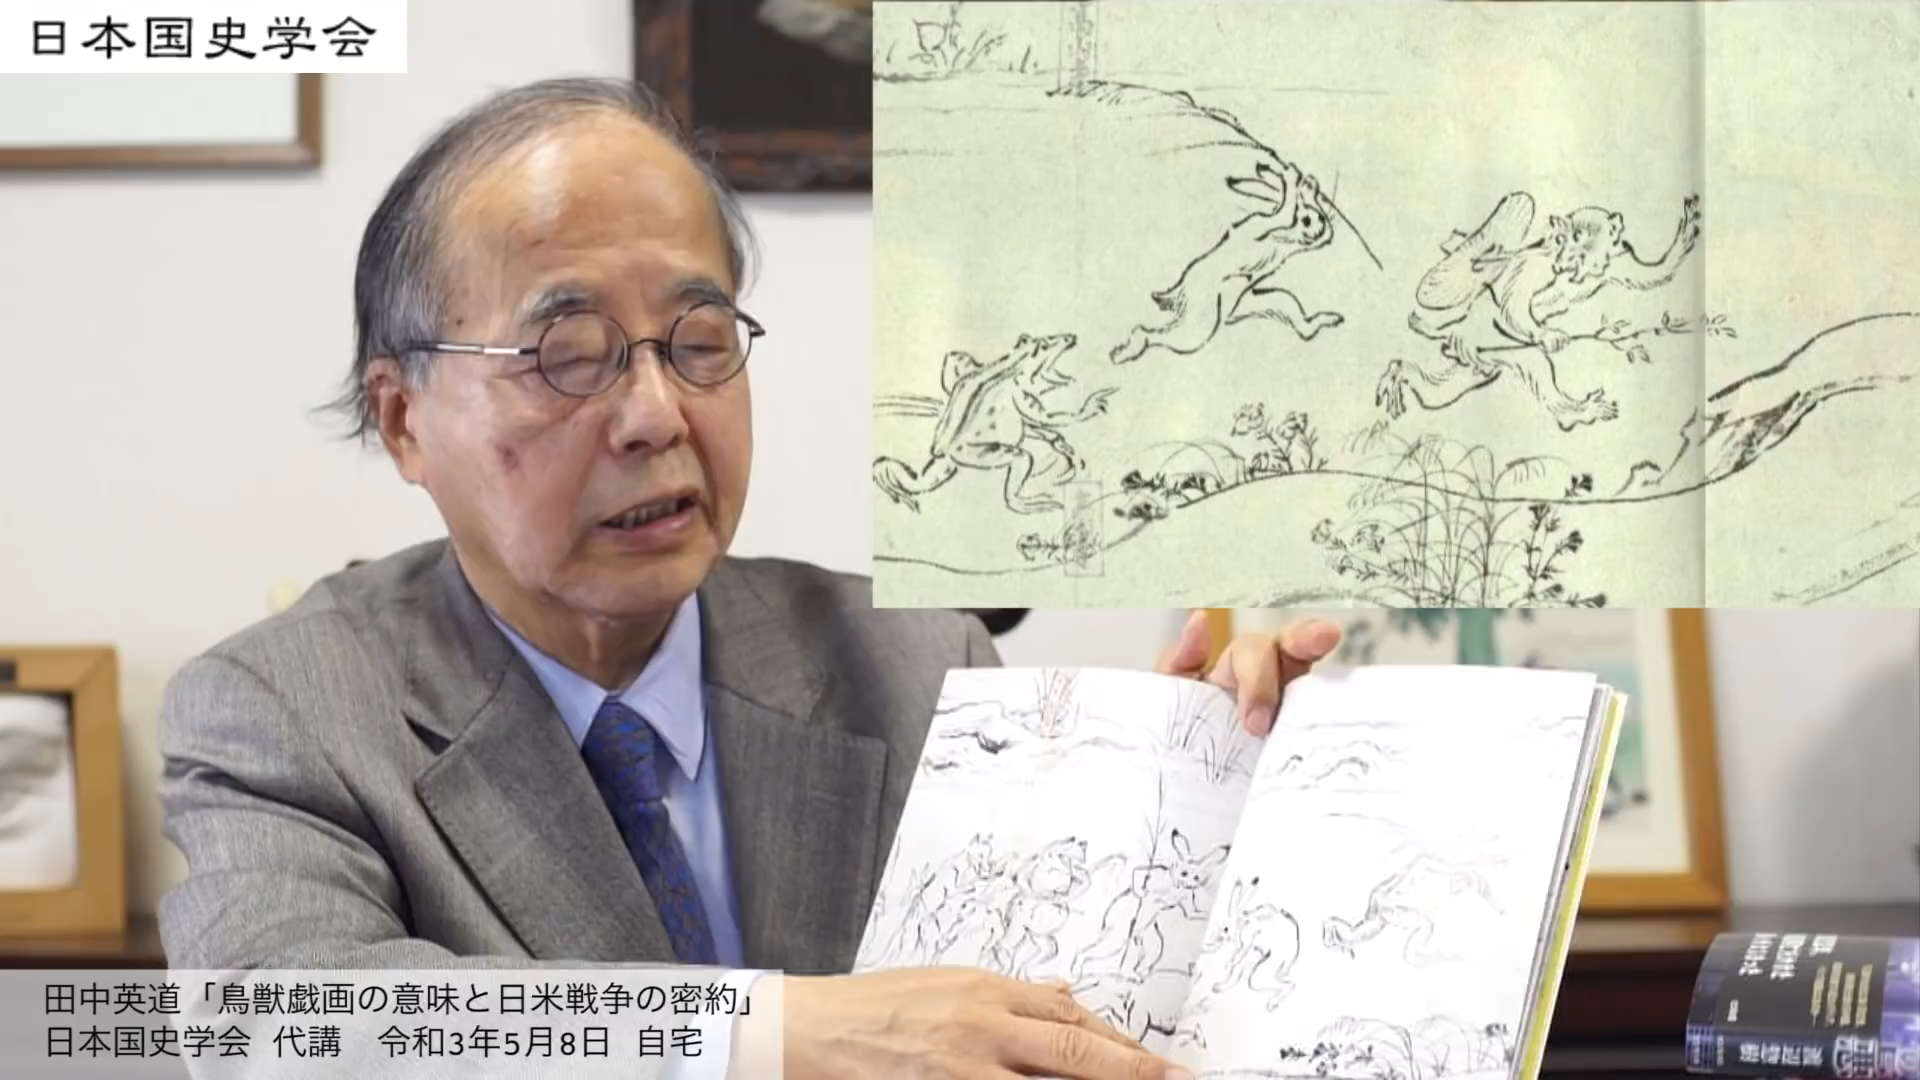 日本国史学会
田中英道「鳥獣戯画の意味と日米戦争の密約」
日本国史学会 代講 令和3年5月8日 自宅